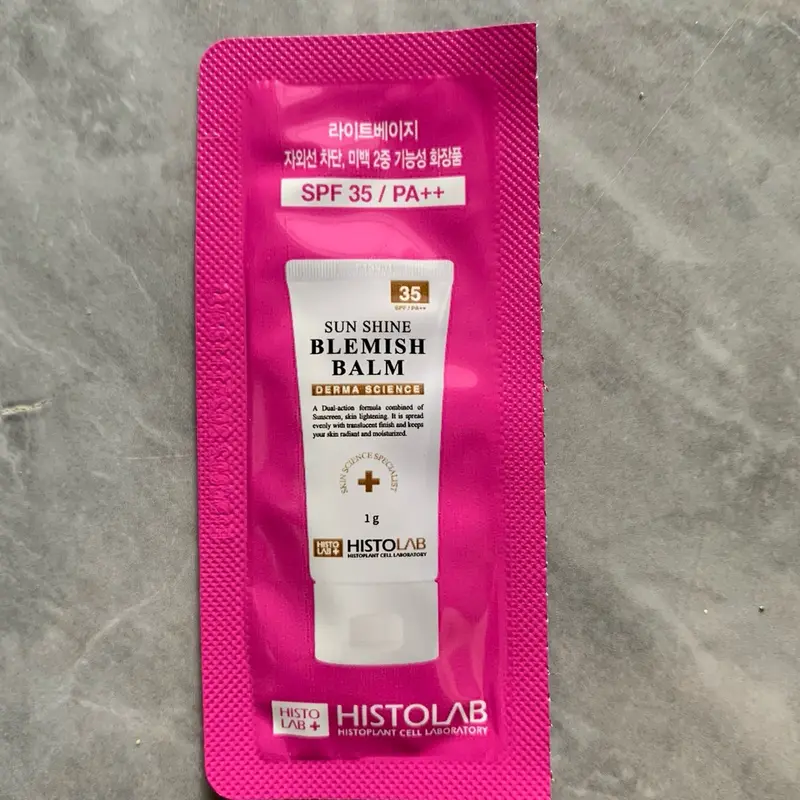 라이트베이지
자외선 차단, 미백 2중 기능성 화장품
SPF 35 / PA++
35
SPF / PA++
SUN SHINE
BLEMISH
BALM
DERMA SCIENCE
A Dual-action formula combined of
Sunscreen, skin lightening. It is spread
evenly with translucent finish and keeps
your skin radiant and moisturized.
SKIN SCIENCE SPECIALIST
1 g
HISTO
LAB +
HISTOLAB
HISTOPLANT CELL LABORATORY
HISTO
LAB +
HISTOLAB
HISTOPLANT CELL LABORATORY